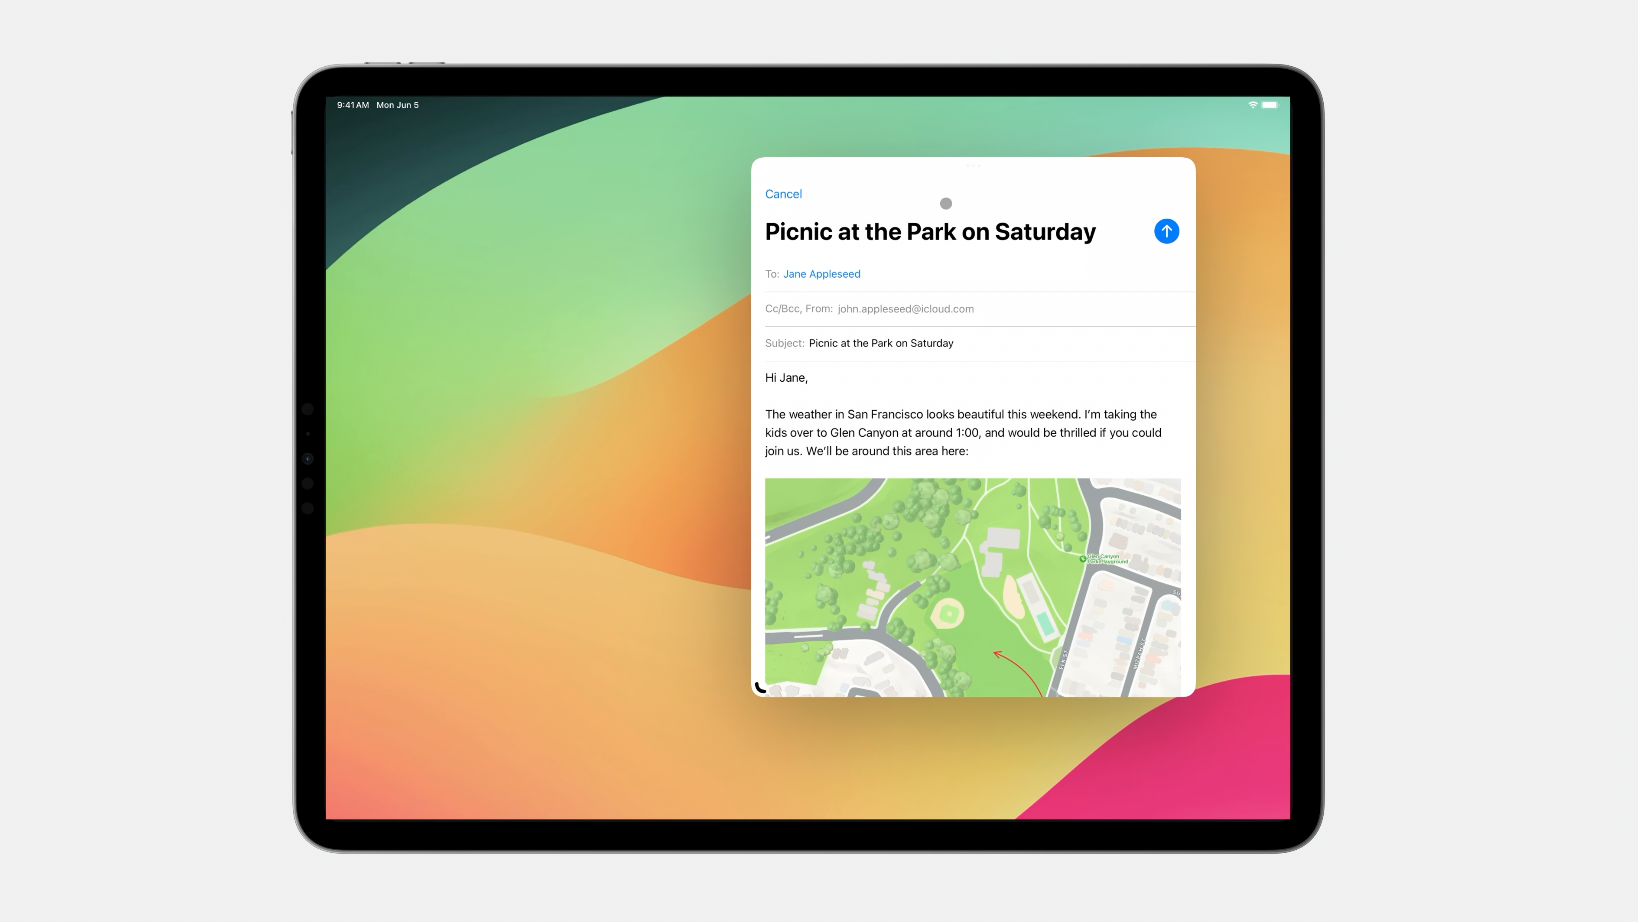 9:41 AM Mon Jun 5
Cancel
Picnic at the Park on Saturday
To: Jane Appleseed
Cc/Bcc, From: john.appleseed@icloud.com
Subject: Picnic at the Park on Saturday
Hi Jane,
The weather in San Francisco looks beautiful this weekend. I’m taking the
kids over to Glen Canyon at around 1:00, and would be thrilled if you could
join us. We’ll be around this area here:
Glen Canyon
Park Playground